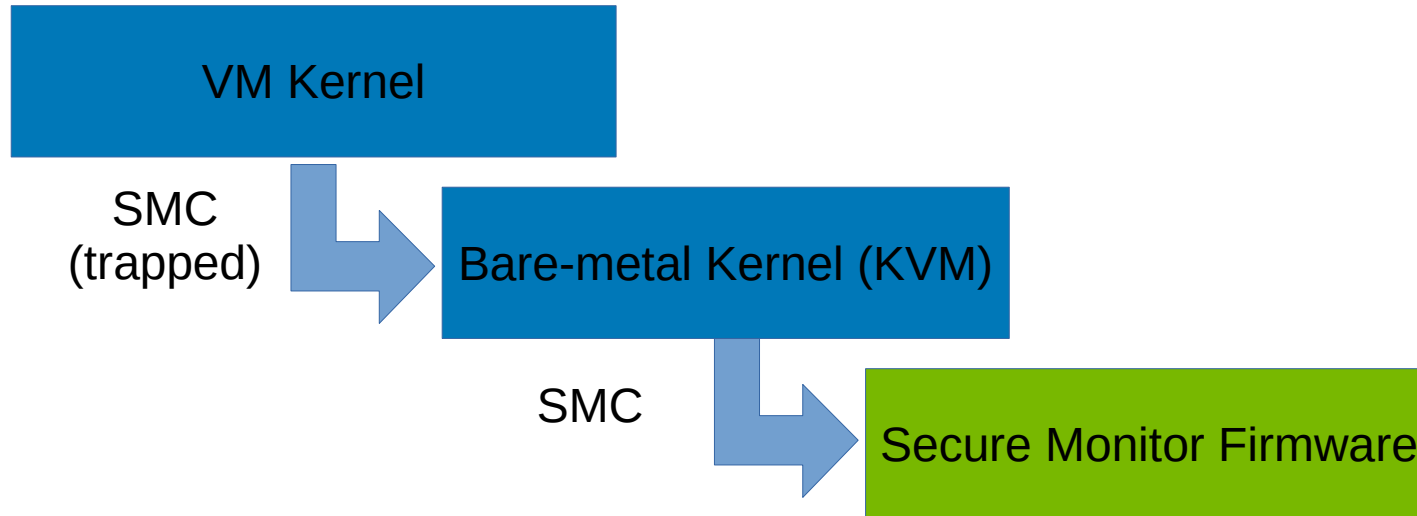 VM Kernel
SMC
(trapped)
Bare-metal Kernel (KVM)
SMC
Secure Monitor Firmware